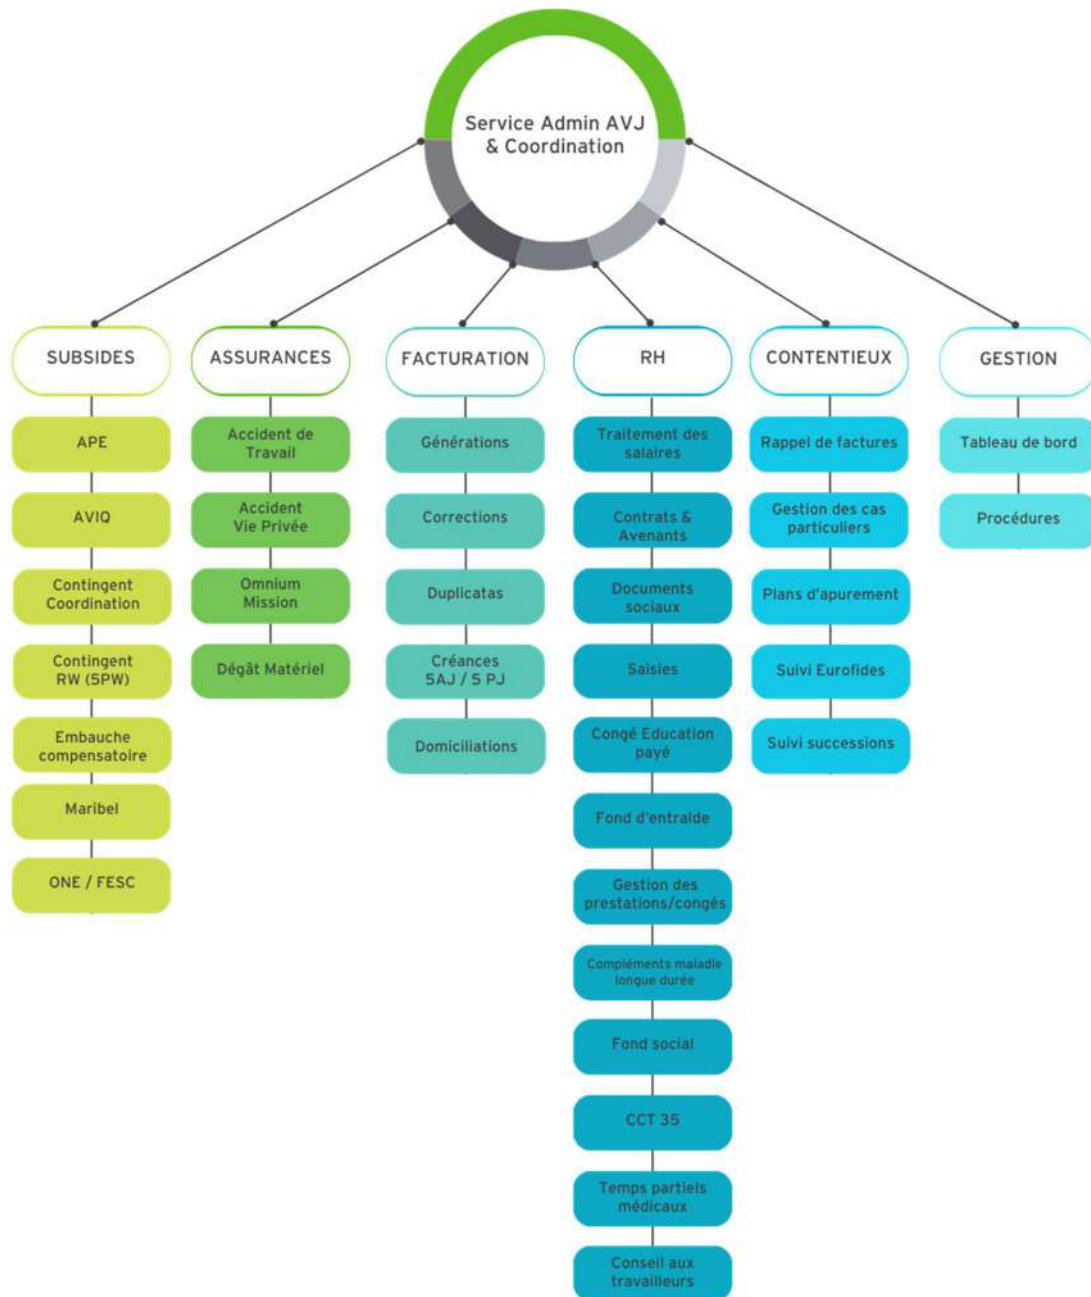 Service Admin AVJ
& Coordination
SUBSIDES
APE
AVIQ
Contingent
Coordination
Contingent
RW (SPW)
Embauche
compensatoire
Maribel
ONE / FESC
ASSURANCES
Accident de
Travail
Accident
Vie Privée
Omnium
Mission
Dégât Matériel
FACTURATION
Générations
Corrections
Duplicatas
Créances
SAJ / S PJ
Domiciliations
RH
Traitement des
salaires
Contrats &
Avenants
Documents
sociaux
Saisies
Congé Education
payé
Fond d'entraide
Gestion des
prestations/congés
Compléments maladie
longue durée
Fond social
CCT 35
Temps partiels
médicaux
Conseil aux
travailleurs
CONTENTIEUX
Rappel de factures
Gestion des cas
particuliers
Plans d'apurement
Suivi Eurofides
Suivi successions
GESTION
Tableau de bord
Procédures